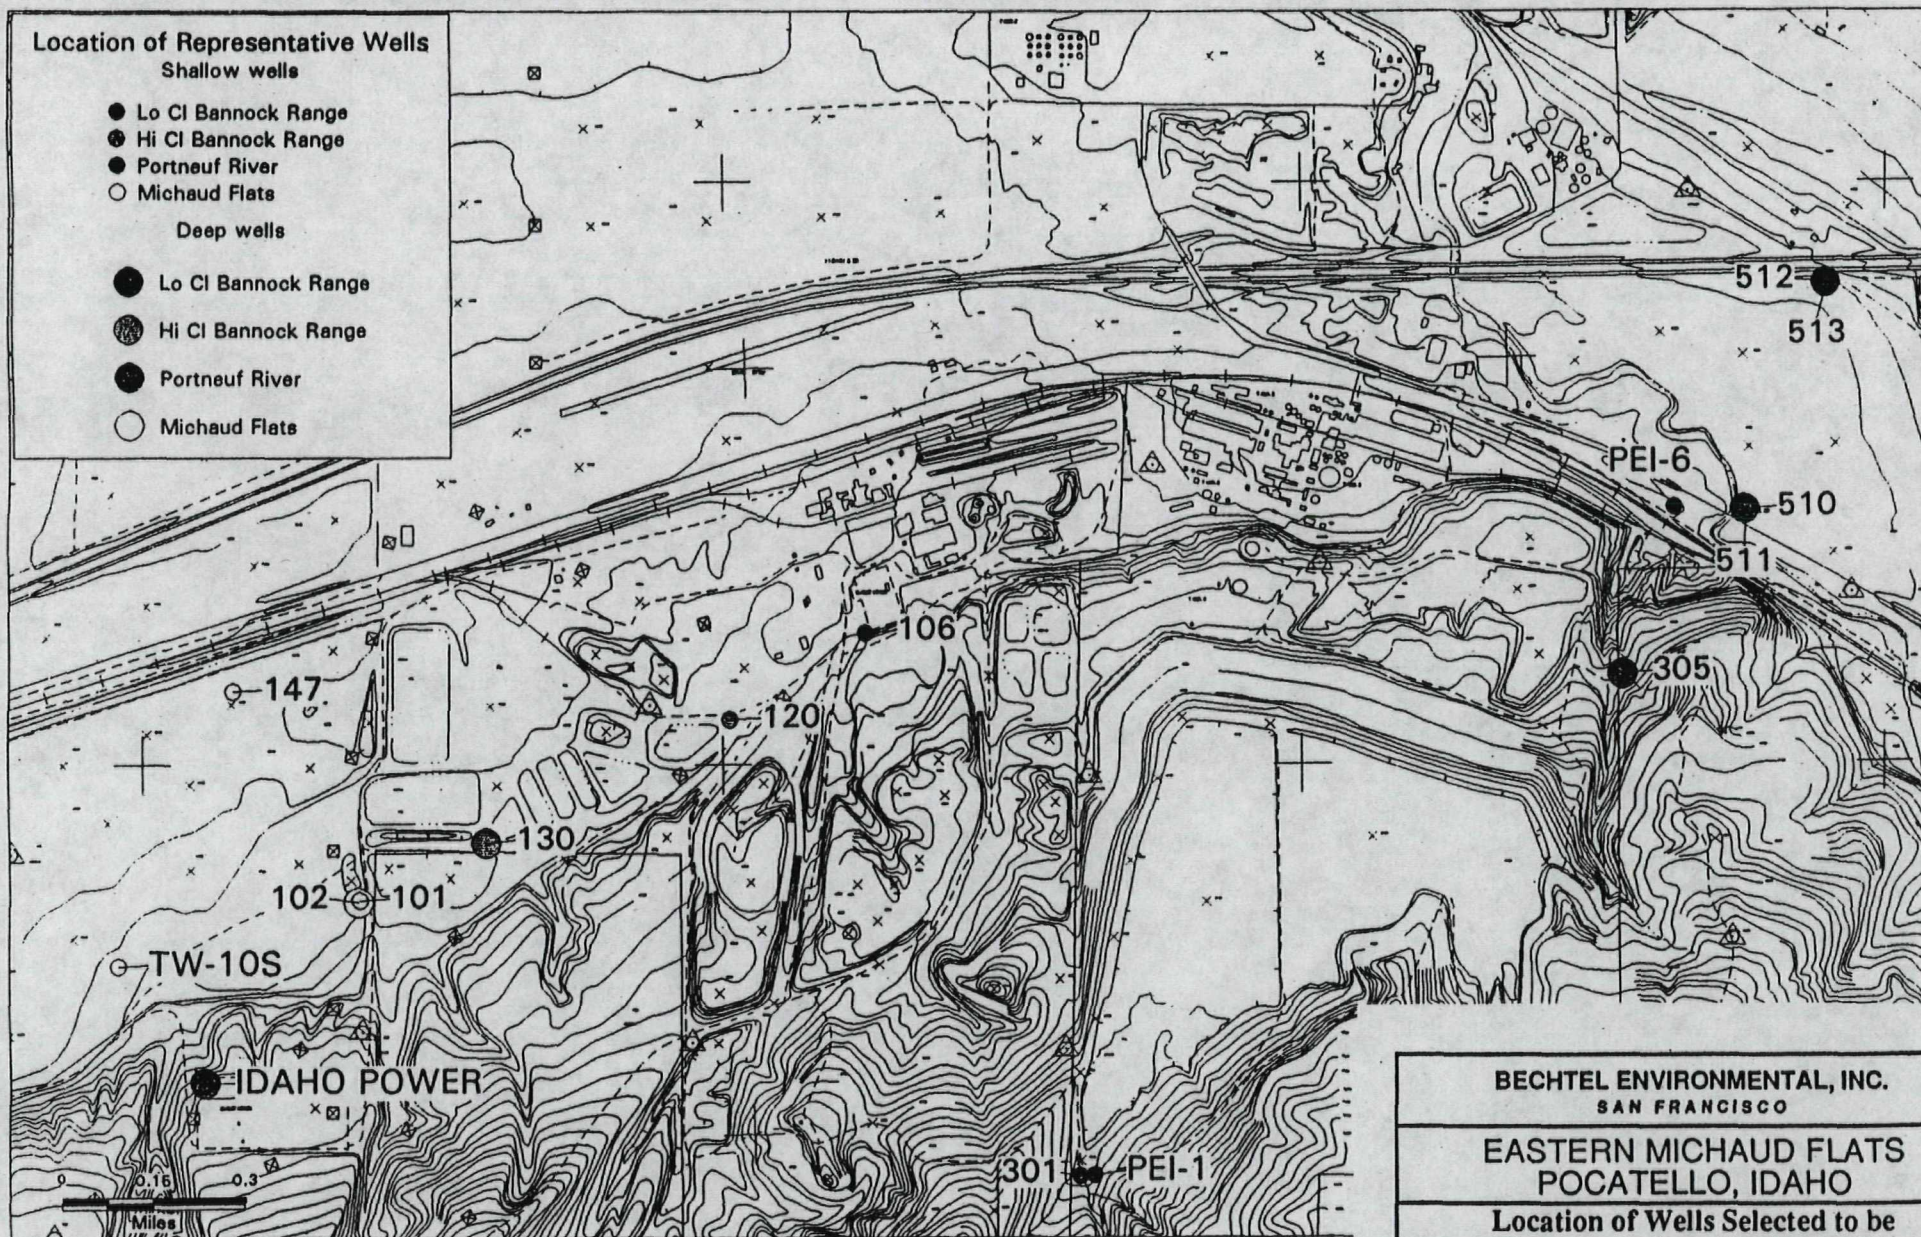 Location of Representative Wells
Shallow wells
Lo Cl Bannock Range
Hi Cl Bannock Range
Portneuf River
Michaud Flats
Deep wells
Lo Cl Bannock Range
Hi Cl Bannock Range
Portneuf River
Michaud Flats
512
513
PEI-6
510
511
106
305
147
120
130
102
101
TW-10S
IDAHO POWER
301
PEI-1
0
0.15
0.3
Miles
BECHTEL ENVIRONMENTAL, INC.
SAN FRANCISCO
EASTERN MICHAUD FLATS
POCATELLO, IDAHO
Location of Wells Selected to be